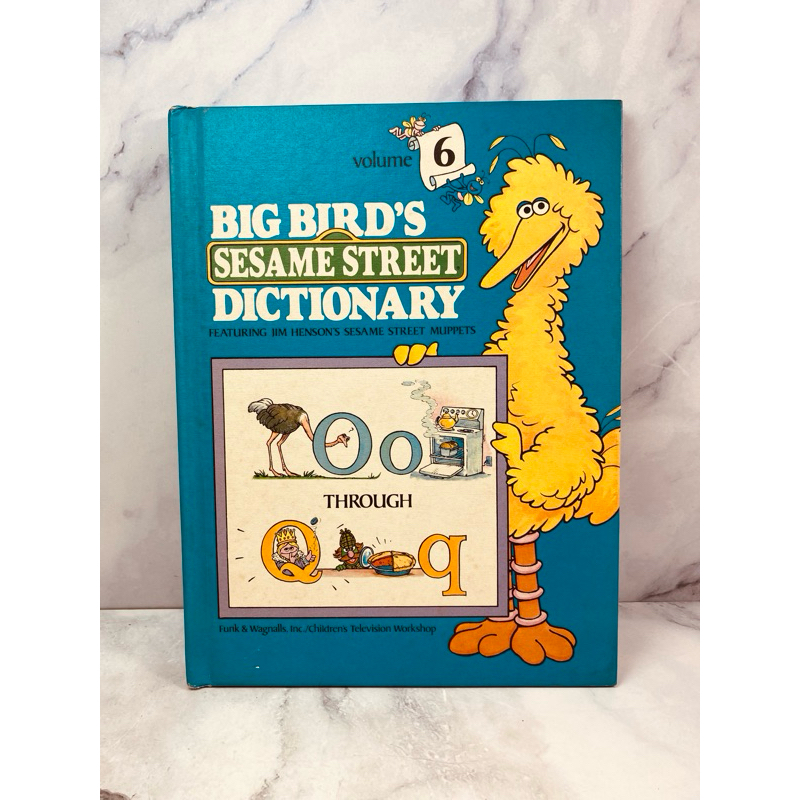 volume 6
BIG BIRD'S
SESAME STREET
DICTIONARY
FEATURING JIM HENSON'S SESAME STREET MUPPETS
Oo
THROUGH
Qq
Funk & Wagnalls, Inc./Children's Television Workshop